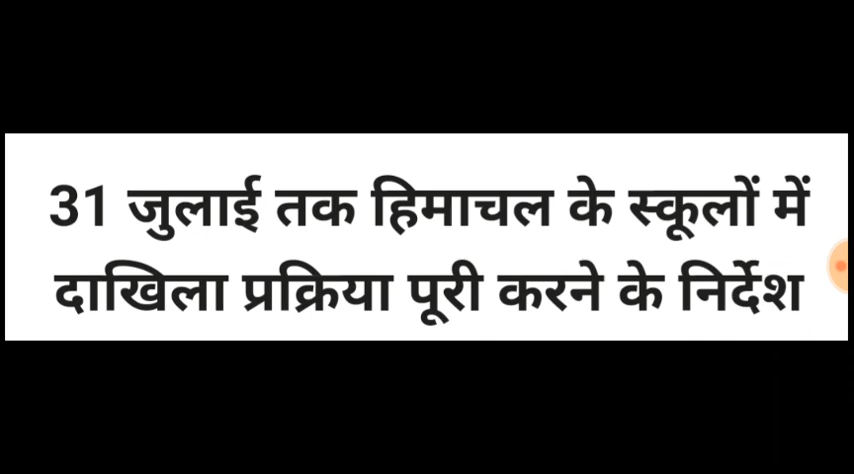 31 जुलाई तक हिमाचल के स्कूलों में
दाखिला प्रक्रिया पूरी करने के निर्देश